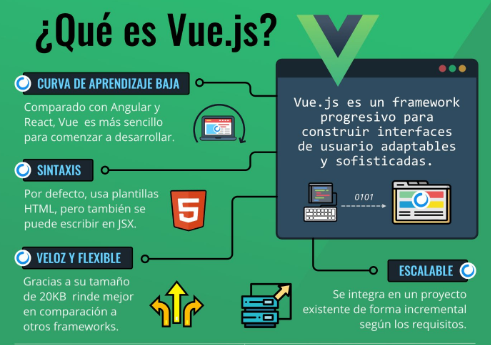 ¿Qué es Vue.js?
CURVA DE APRENDIZAJE BAJA
Comparado con Angular y
React, Vue es más sencillo
para comenzar a desarrollar.
Vue.js es un framework
progresivo para
construir interfaces
de usuario adaptables
y sofisticadas.
0101
SINTAXIS
Por defecto, usa plantillas
HTML, pero también se
puede escribir en JSX.
5
VELOZ Y FLEXIBLE
Gracias a su tamaño
de 20KB rinde mejor
en comparación a
otros frameworks.
ESCALABLE
Se integra en un proyecto
existente de forma incremental
según los requisitos.